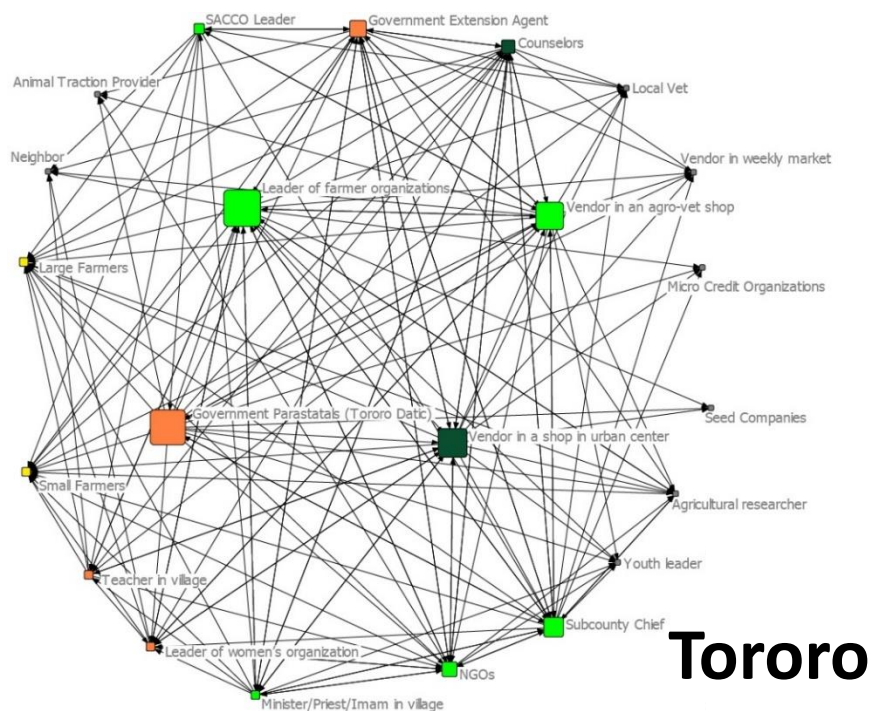 SACCO Leader
Government Extension Agent
Counselors
Animal Traction Provider
Local Vet
Neighbor
Vendor in weekly market
Leader of farmer organizations
Vendor in an agro-vet shop
Large Farmers
Micro Credit Organizations
Government Parastatals (Tororo Datic)
Seed Companies
Vendor in a shop in urban center
Small Farmers
Agricultural researcher
Youth leader
Teacher in village
Subcounty Chief
Leader of women's organization
NGOs
Minister/Priest/Imam in village
Tororo